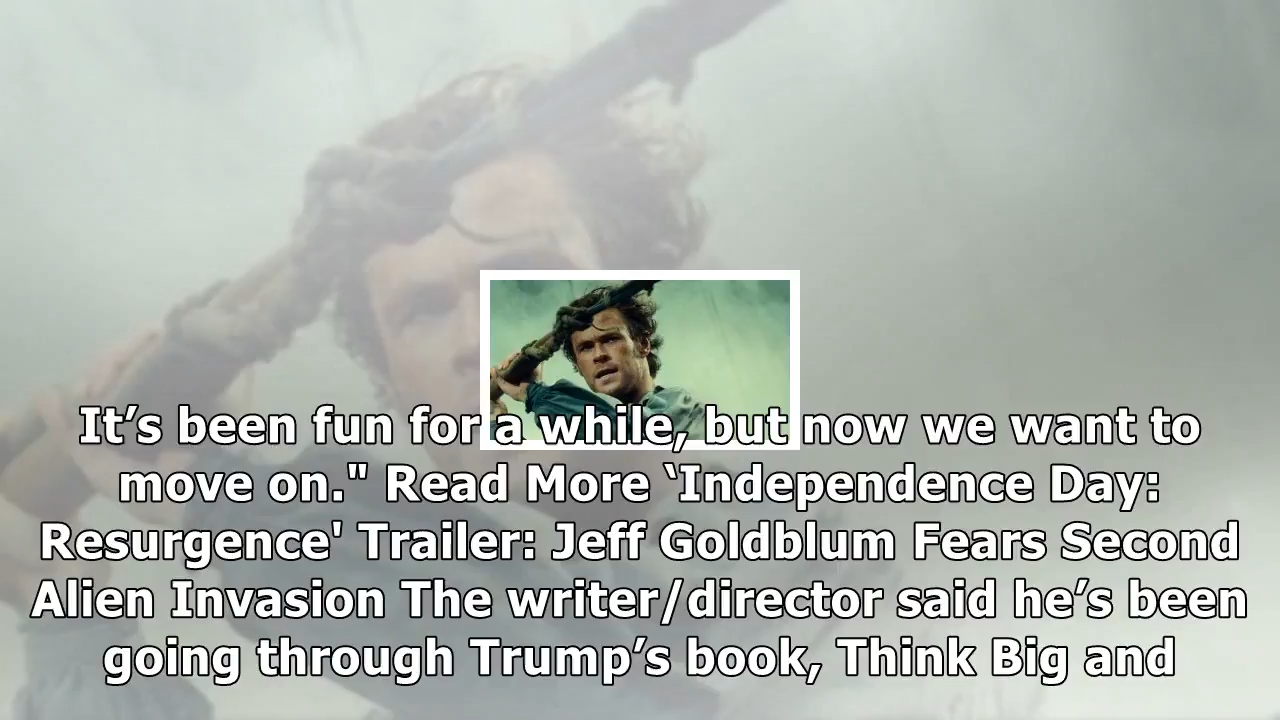 It’s been fun for a while, but now we want to
move on." Read More ‘Independence Day:
Resurgence' Trailer: Jeff Goldblum Fears Second
Alien Invasion The writer/director said he’s been
going through Trump’s book, Think Big and